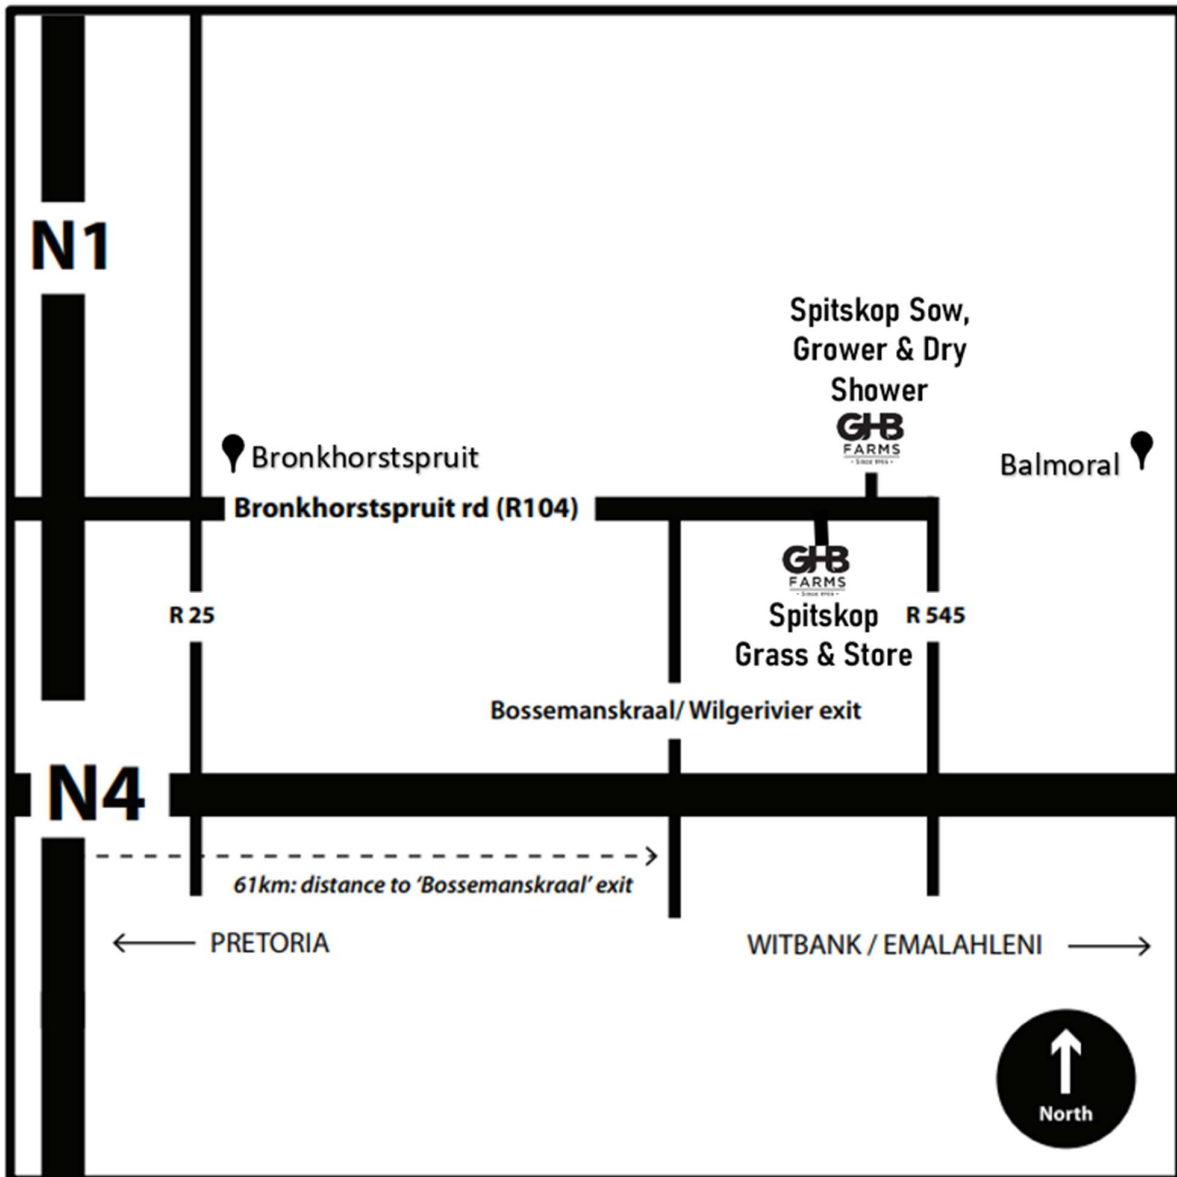 N1
Spitskop Sow,
Grower & Dry
Shower
GHB
FARMS
Bronkhorstspruit
Balmoral
Bronkhorstspruit rd (R104)
GHB
FARMS
R 25
Spitskop
Grass & Store
R 545
Bossemanskraal/ Wilgerivier exit
N4
61km: distance to ‘Bossemanskraal’ exit
PRETORIA
WITBANK / EMALAHLENI
North